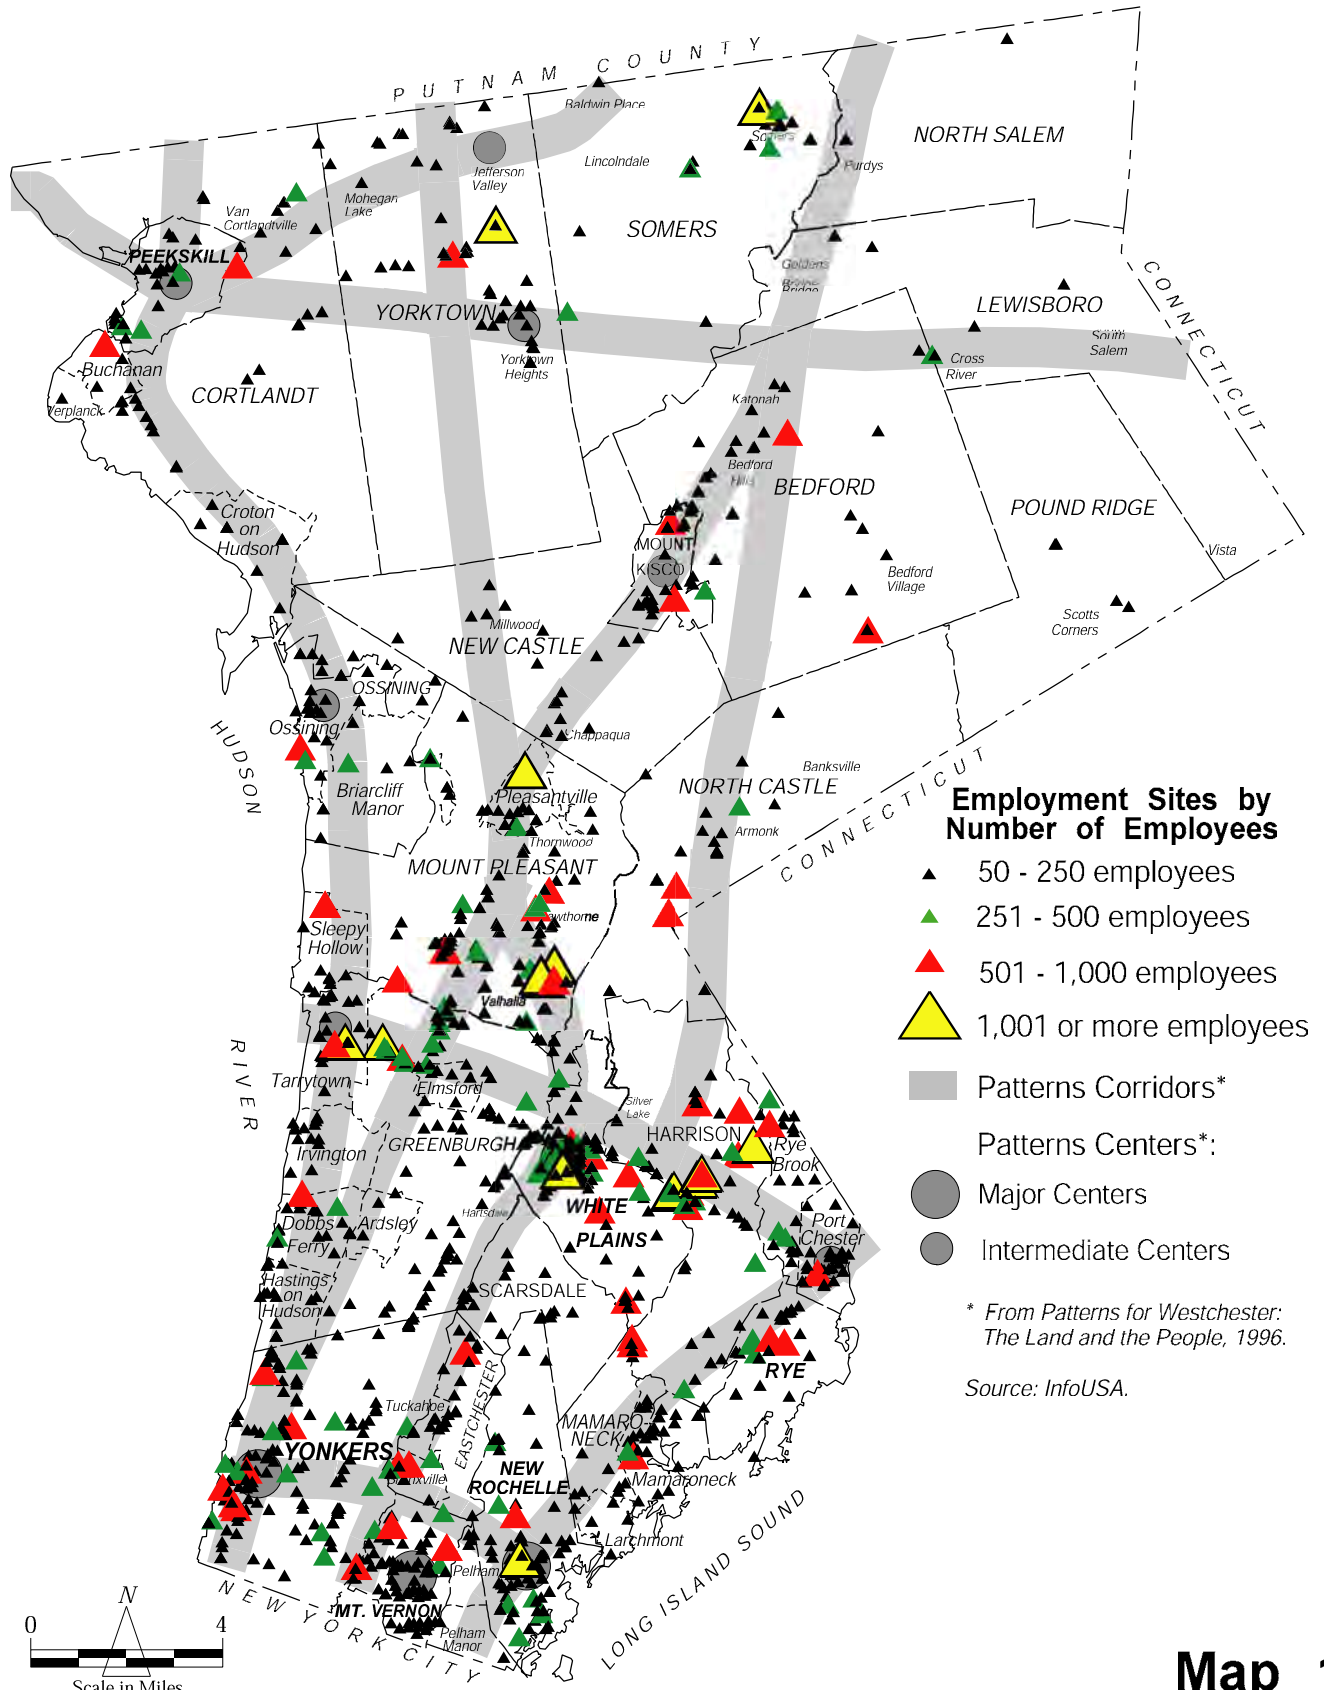 PUTNAM COUNTY
Baldwin Place
Somers
NORTH SALEM
Purdys
Lincolndale
Jefferson
Valley
Mohegan
Lake
Van
Cortlandtville
SOMERS
PEEKSKILL
Goldens
Bridge
YORKTOWN
LEWISBORO
CONNECTICUT
South
Salem
Cross
River
Yorktown
Heights
Buchanan
CORTLANDT
Verplanck
Katonah
Bedford
Hills
BEDFORD
POUND RIDGE
Croton
on
Hudson
MOUNT
KISCO
Vista
Bedford
Village
Scotts
Corners
Millwood
NEW CASTLE
OSSINING
Ossining
Chappaqua
HUDSON
Banksville
NORTH CASTLE
CONNECTICUT
Briarcliff
Manor
Pleasantville
Armonk
Thornwood
MOUNT PLEASANT
Employment Sites by
Number of Employees
50 - 250 employees
251 - 500 employees
501 - 1,000 employees
1,001 or more employees
Patterns Corridors*
Patterns Centers*:
Major Centers
Intermediate Centers
* From Patterns for Westchester:
The Land and the People, 1996.
Source: InfoUSA.
awthorne
Sleepy
Hollow
Valhalla
RIVER
Tarrytown
Elmsford
Silver
Lake
GREENBURGH
HARRISON
Rye
Brook
Irvington
Hartsdale
WHITE
PLAINS
Dobbs
Ferry
Ardsley
Port
Chester
Hastings
on
Hudson
SCARSDALE
RYE
Tuckahoe
EASTCHESTER
MAMARO-
NECK
YONKERS
Bronxville
NEW
ROCHELLE
Mamaroneck
Larchmont
LONG ISLAND SOUND
Pelham
MT. VERNON
Pelham
Manor
NEW YORK CITY
N
0 4
Scale in Miles
Map